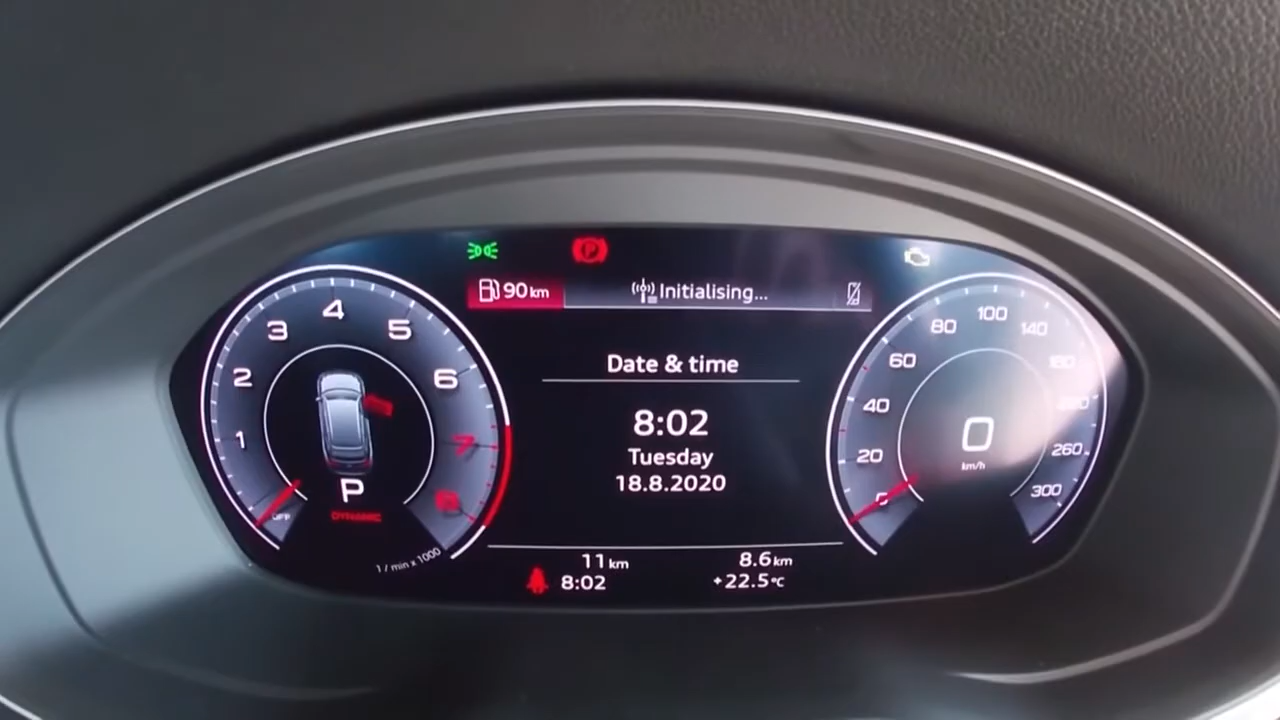 90 km
Initialising...
4
3
5
2
6
1
7
8
P
OFF
DYNAMIC
1 / min x 1000
Date & time
8:02
Tuesday
18.8.2020
100
80
140
60
180
40
20
260
0
300
0
km/h
11 km
8.6 km
8:02
+22.5°C